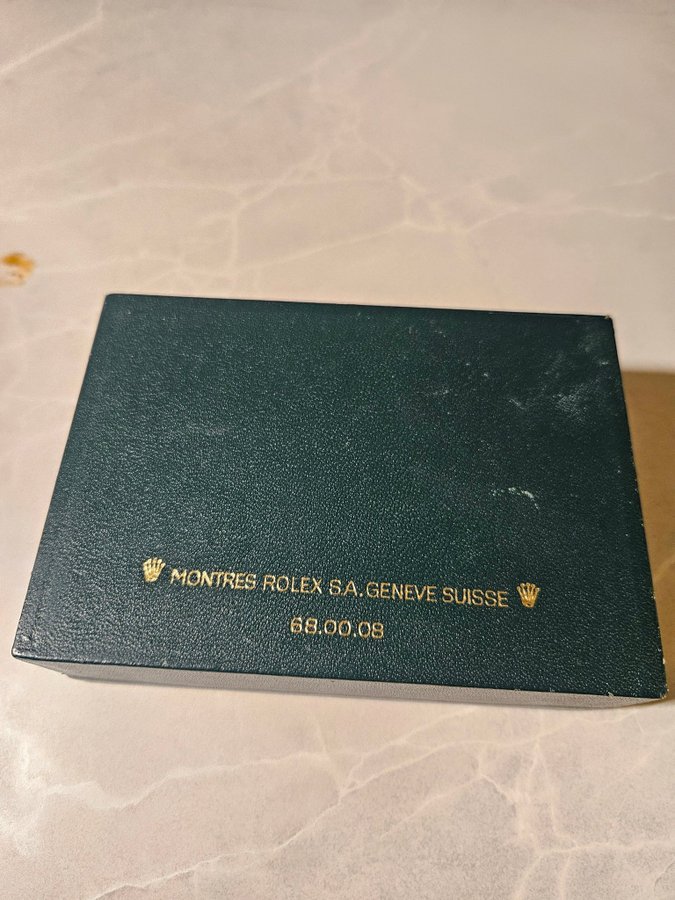 MONTRES ROLEX S.A. GENEVE SUISSE
68.00.08